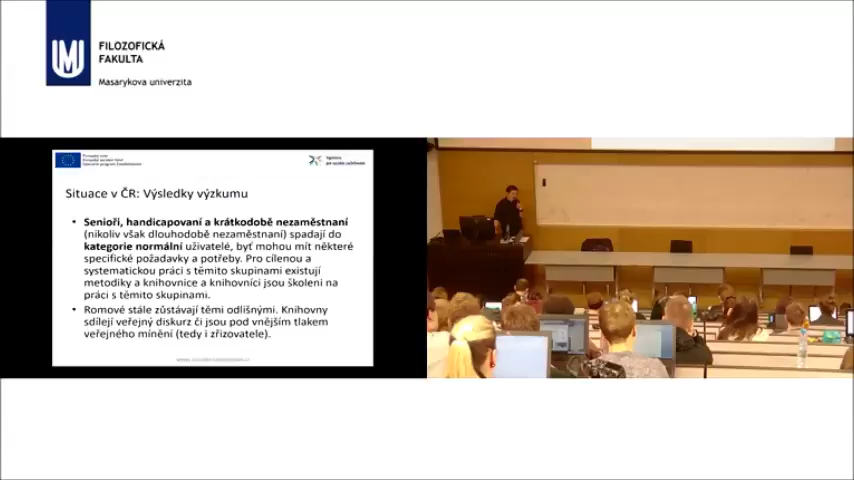 FILOZOFICKÁ
FAKULTA
Masarykova univerzita
Situace v ČR: Výsledky výzkumu
• Senioři, handicapovaní a krátkodobě nezaměstnaní
(nikoliv však dlouhodobě nezaměstnaní) spadají do
kategorie normální uživatelé, byť mohou mít některé
specifické požadavky a potřeby. Pro cílenou a
systematickou práci s těmito skupinami existují
metodiky a knihovnice a knihovníci jsou školeni na
práci s těmito skupinami.
• Romové stále zůstávají těmi odlišnými. Knihovny
sdílejí veřejný diskurz či jsou pod vnějším tlakem
veřejného mínění (tedy i zřizovatele).